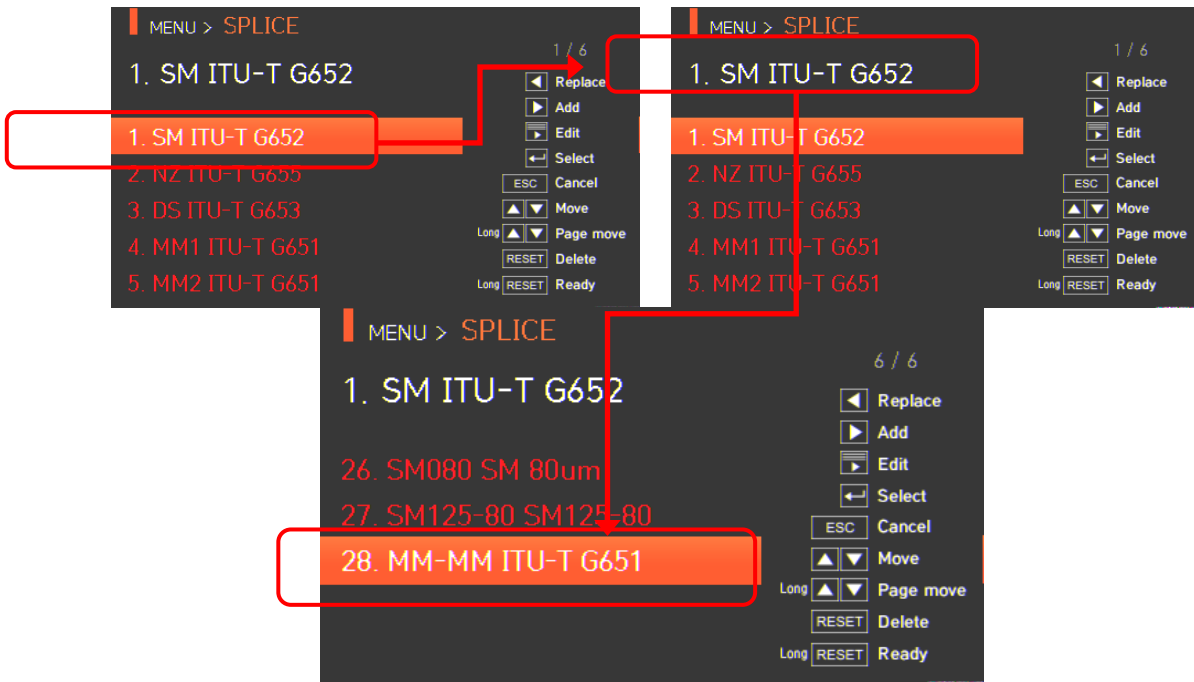 MENU > SPLICE
1 / 6
1. SM ITU-T G652
Replace
Add
1. SM ITU-T G652
Edit
Select
2. NZ ITU-T G655
ESC Cancel
3. DS ITU-T G653
Move
Long Page move
4. MM1 ITU-T G651
RESET Delete
5. MM2 ITU-T G651
Long RESET Ready
MENU > SPLICE
1 / 6
1. SM ITU-T G652
Replace
Add
1. SM ITU-T G652
Edit
Select
2. NZ ITU-T G655
ESC Cancel
3. DS ITU-T G653
Move
Long Page move
4. MM1 ITU-T G651
RESET Delete
5. MM2 ITU-T G651
Long RESET Ready
MENU > SPLICE
6 / 6
1. SM ITU-T G652
Replace
Add
26. SM080 SM 80um
Edit
Select
27. SM125-80 SM125-80
ESC Cancel
28. MM-MM ITU-T G651
Move
Long Page move
RESET Delete
Long RESET Ready